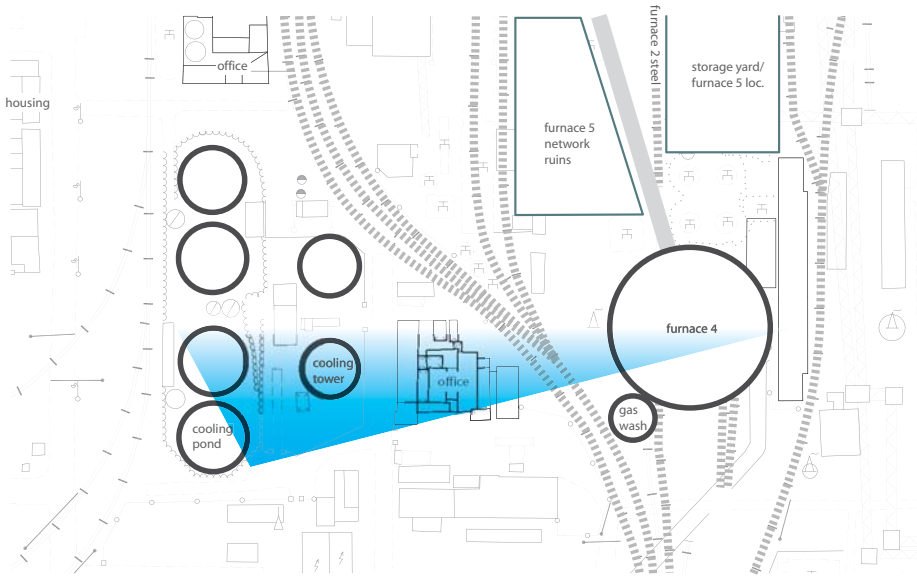 office
furnace 2 steel
housing
storage yard/
furnace 5 loc.
furnace 5
network
ruins
furnace 4
cooling
tower
office
gas
wash
cooling
pond